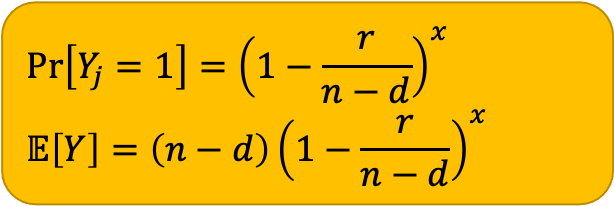 Pr[Y_j = 1] = (1 − r/(n − d))^x
𝔼[Y] = (n − d)(1 − r/(n − d))^x